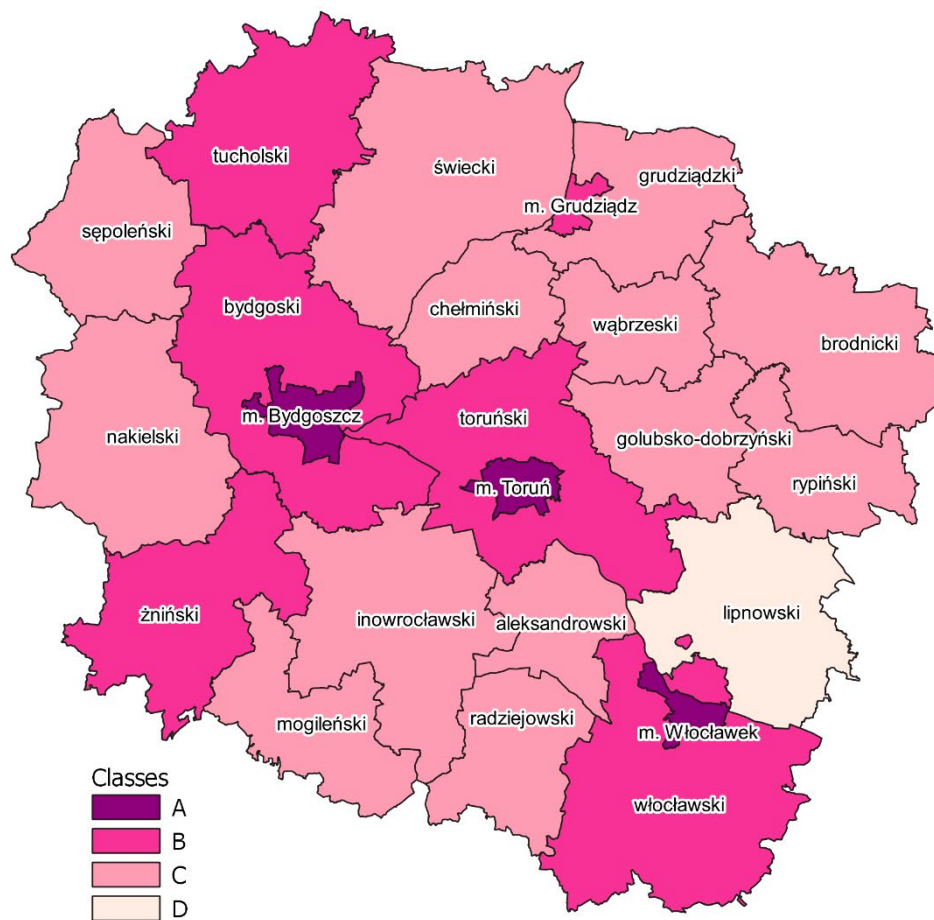 tucholski
świecki
grudziądzki
m. Grudziądz
sępoleński
bydgoski
chełmiński
wąbrzeski
brodnicki
m. Bydgoszcz
toruński
nakielski
golubsko-dobrzyński
rypiński
m. Toruń
żniński
inowrocławski
aleksandrowski
lipnowski
mogileński
radziejowski
m. Włocławek
włocławski
Classes
A
B
C
D